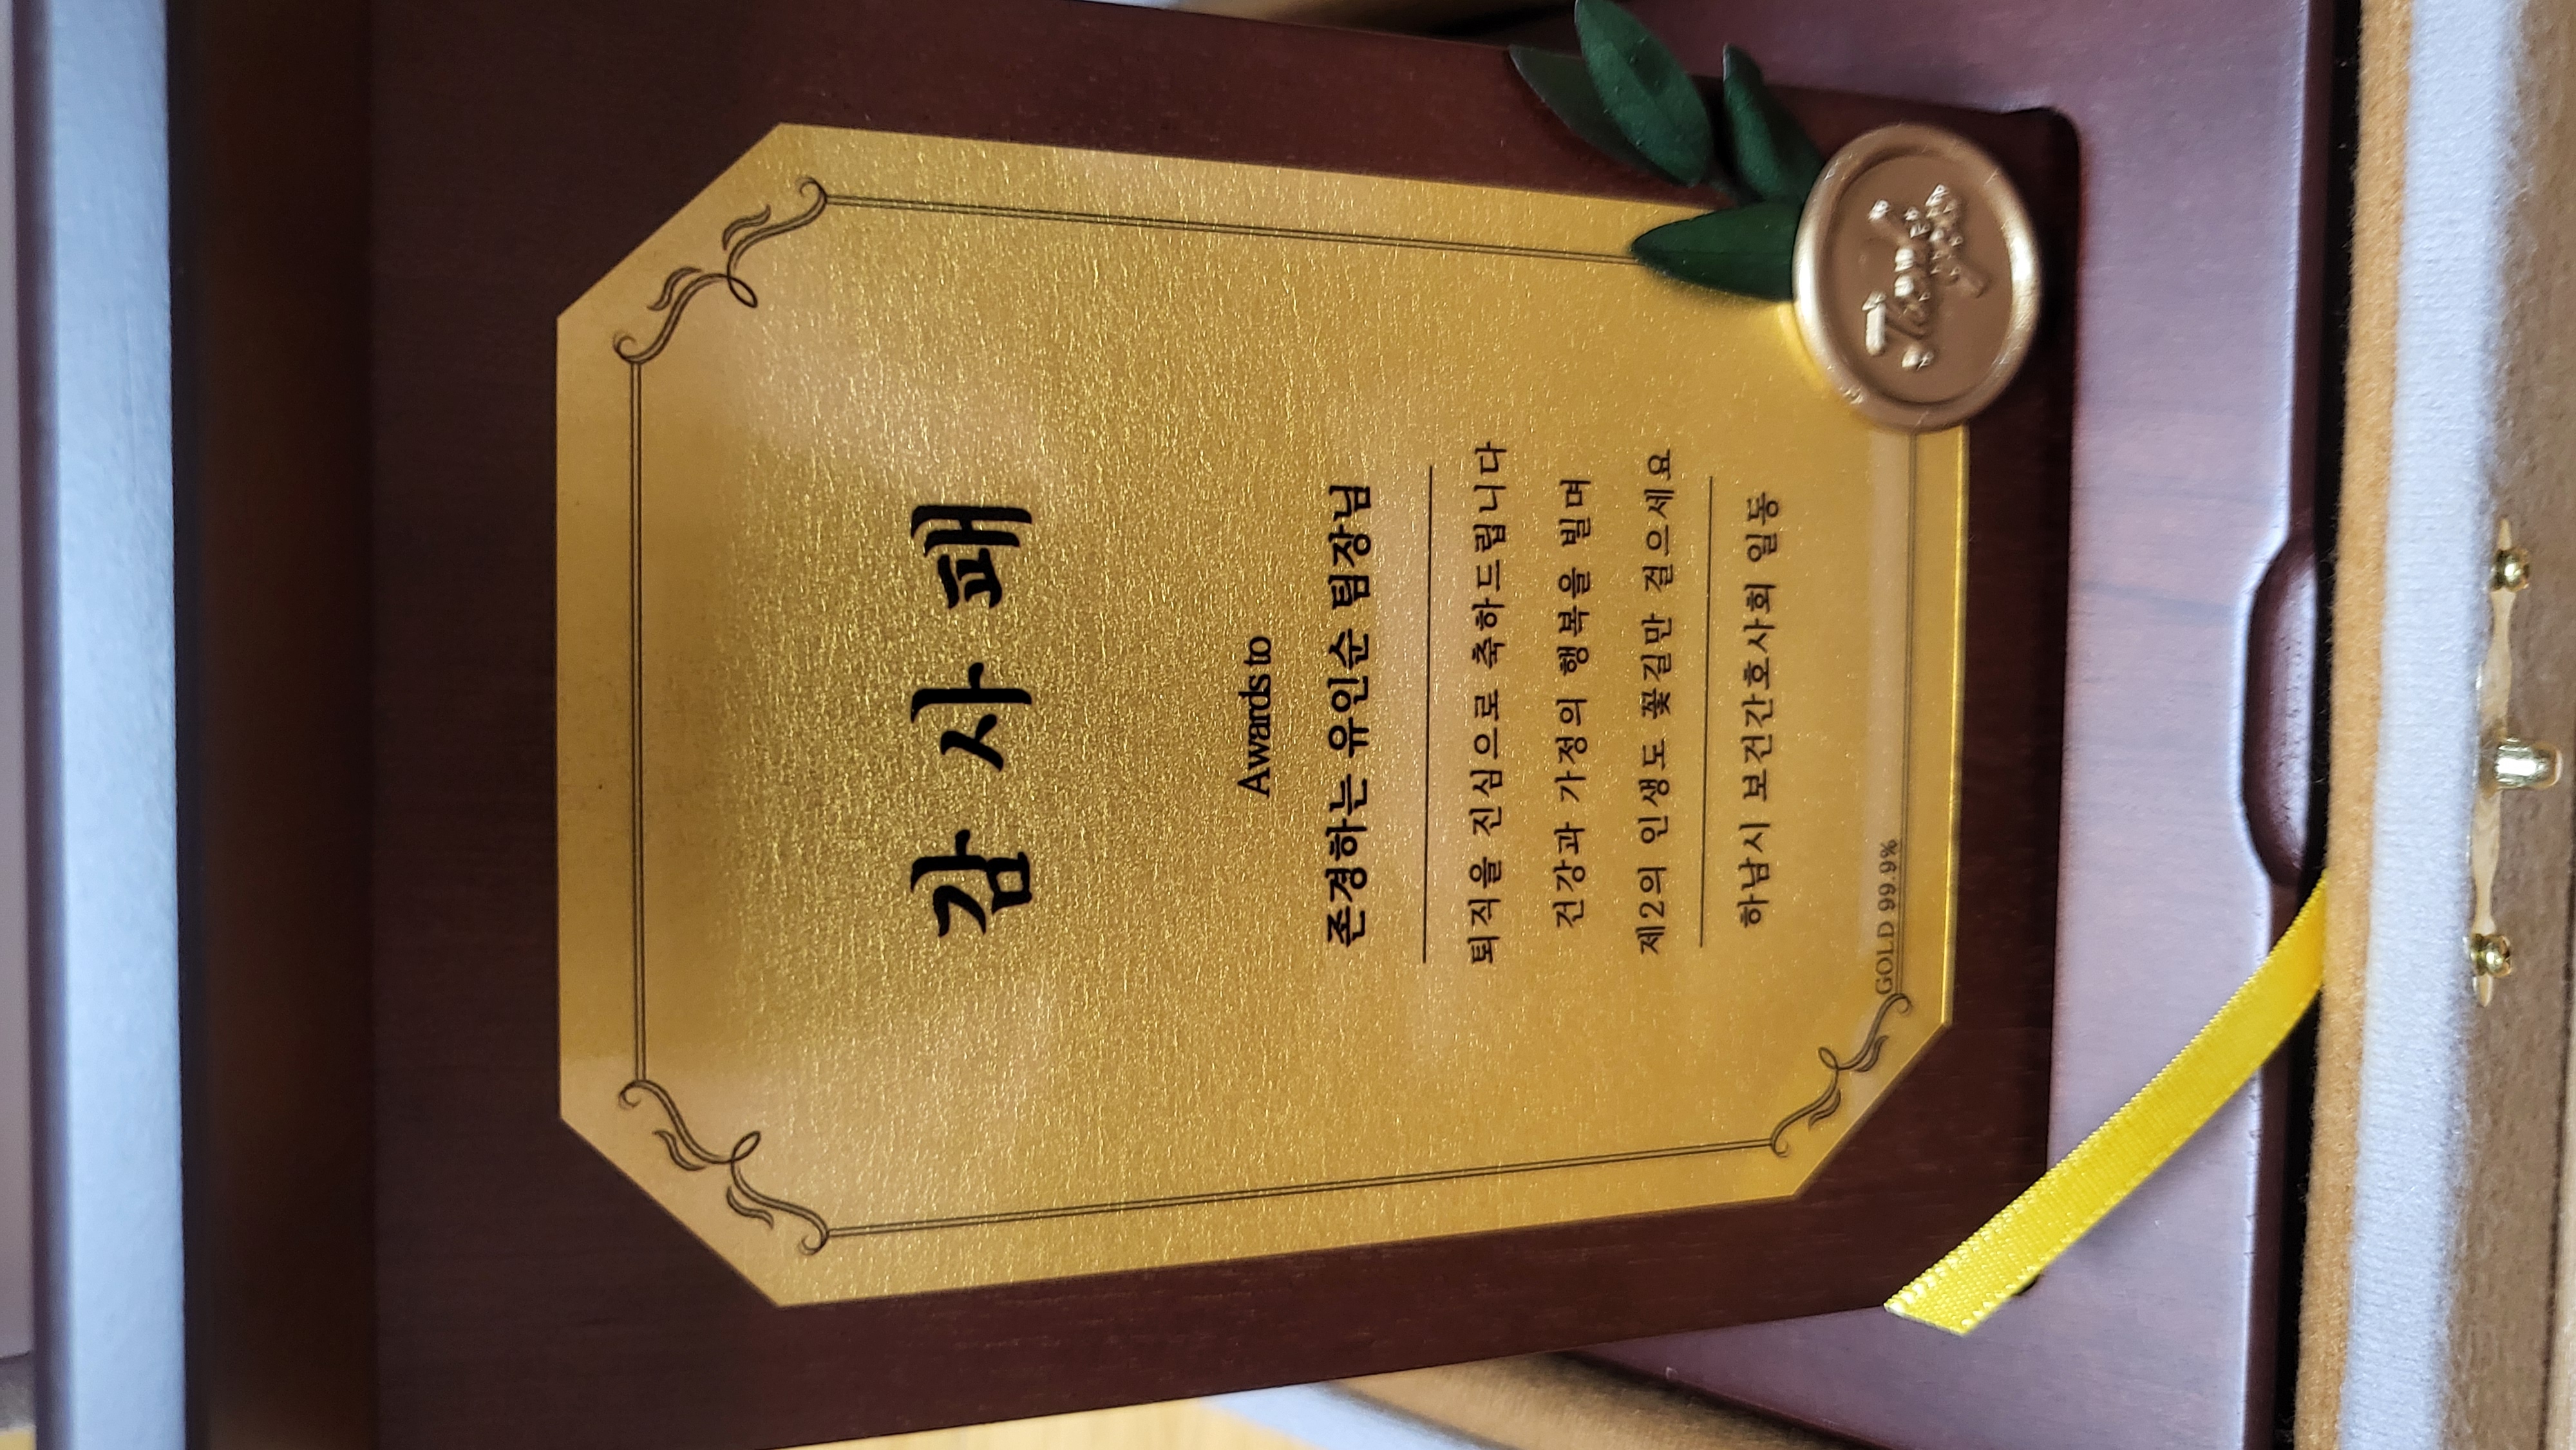 감사패
Awards to
존경하는 유인순 팀장님
퇴직을 진심으로 축하드립니다
건강과 가정의 행복을 빌며
제2의 인생도 꽃길만 걸으세요
하남시 보건간호사회 일동
GOLD 99.9%
Thank
you